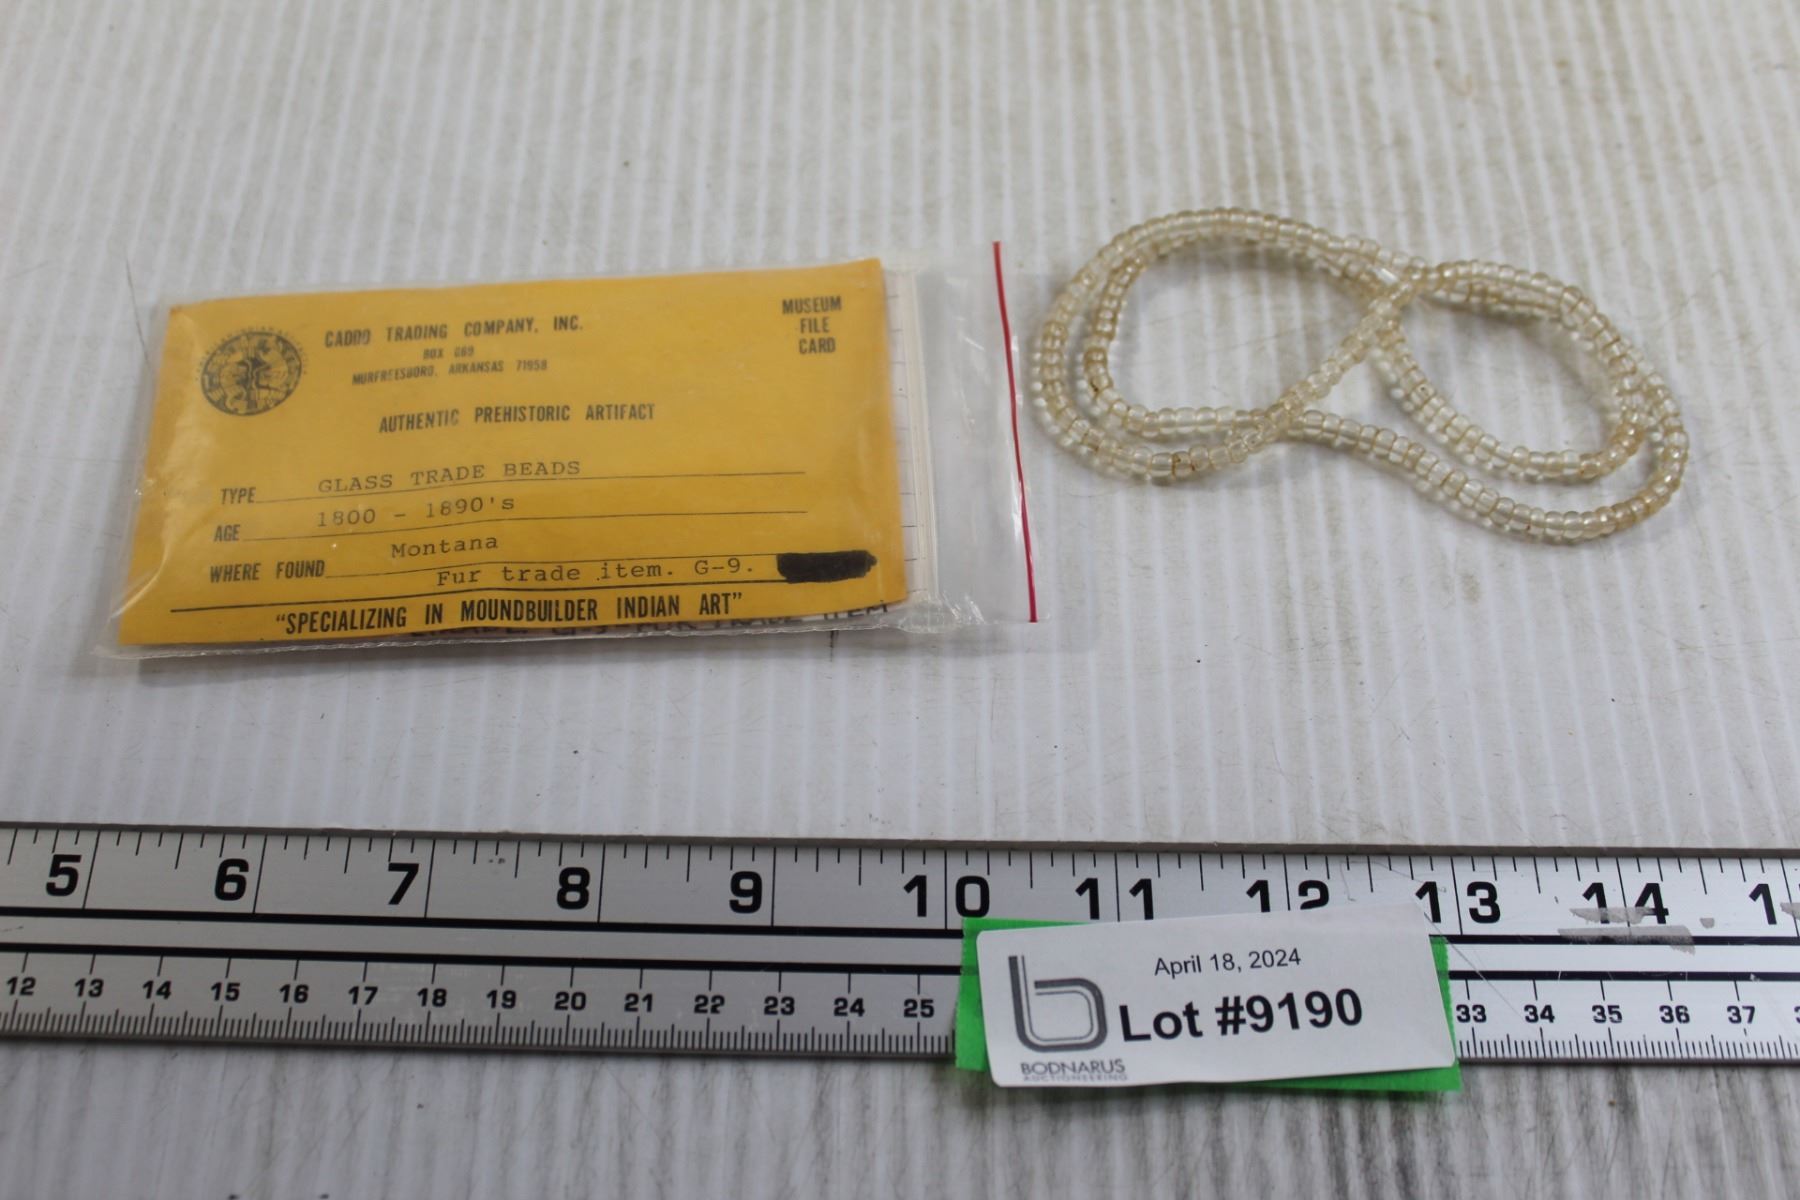 CADDO TRADING COMPANY, INC.
BOX 669
MURFREESBORO, ARKANSAS 71958
MUSEUM
FILE
CARD
AUTHENTIC PREHISTORIC ARTIFACT
TYPE GLASS TRADE BEADS
AGE 1800 - 1890's
WHERE FOUND Montana
Fur trade item. G-9.
"SPECIALIZING IN MOUNDBUILDER INDIAN ART"
5 6 7 8 9 10 11 12 13 14
12 13 14 15 16 17 18 19 20 21 22 23 24 25 33 34 35 36 37
April 18, 2024
Lot #9190
BODNARUS
AUCTIONEERING